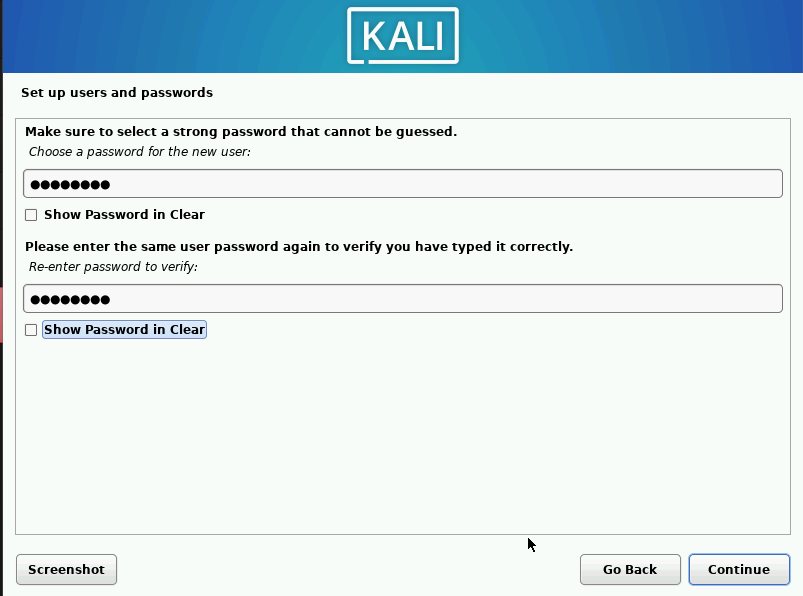 KALI
Set up users and passwords
Make sure to select a strong password that cannot be guessed.
Choose a password for the new user:
●●●●●●●●
Show Password in Clear
Please enter the same user password again to verify you have typed it correctly.
Re-enter password to verify:
●●●●●●●●
Show Password in Clear
Screenshot
Go Back
Continue